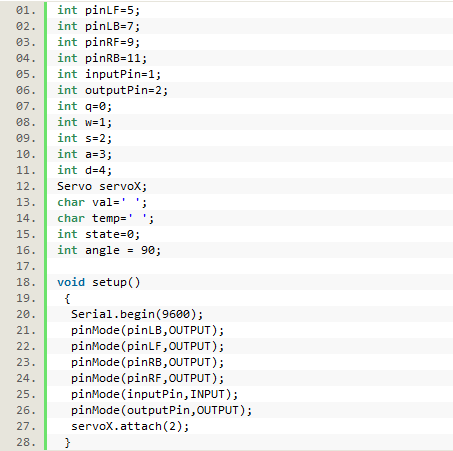 01. int pinLF=5;
02. int pinLB=7;
03. int pinRF=9;
04. int pinRB=11;
05. int inputPin=1;
06. int outputPin=2;
07. int q=0;
08. int w=1;
09. int s=2;
10. int a=3;
11. int d=4;
12. Servo servoX;
13. char val=' ';
14. char temp=' ';
15. int state=0;
16. int angle = 90;
17.
18. void setup()
19.  {
20.   Serial.begin(9600);
21.   pinMode(pinLB,OUTPUT);
22.   pinMode(pinLF,OUTPUT);
23.   pinMode(pinRB,OUTPUT);
24.   pinMode(pinRF,OUTPUT);
25.   pinMode(inputPin,INPUT);
26.   pinMode(outputPin,OUTPUT);
27.   servoX.attach(2);
28.  }